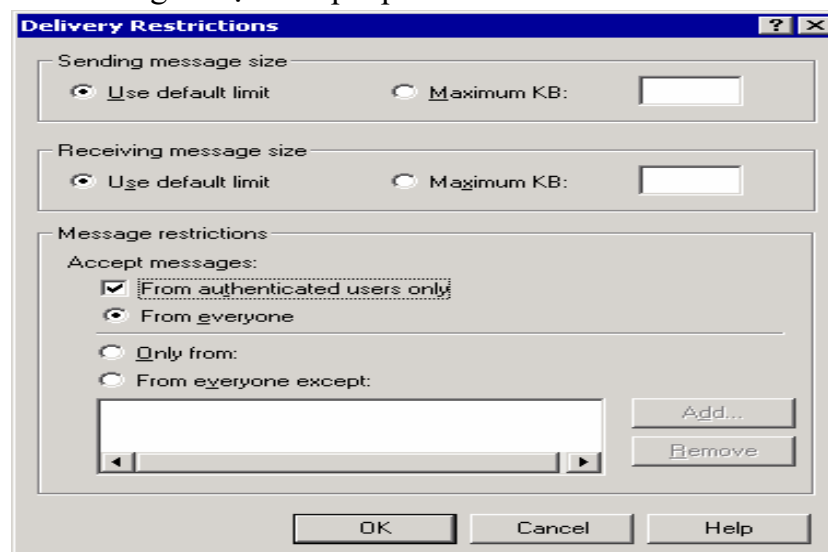 Delivery Restrictions
Sending message size
Use default limit Maximum KB:
Receiving message size
Use default limit Maximum KB:
Message restrictions
Accept messages:
From authenticated users only
From everyone
Only from:
From everyone except:
Add...
Remove
OK Cancel Help